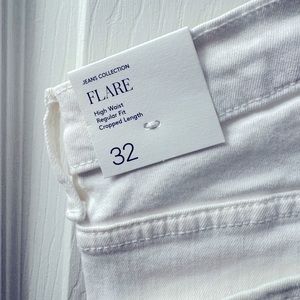 JEANS COLLECTION
FLARE
High Waist
Regular Fit
Cropped Length
32